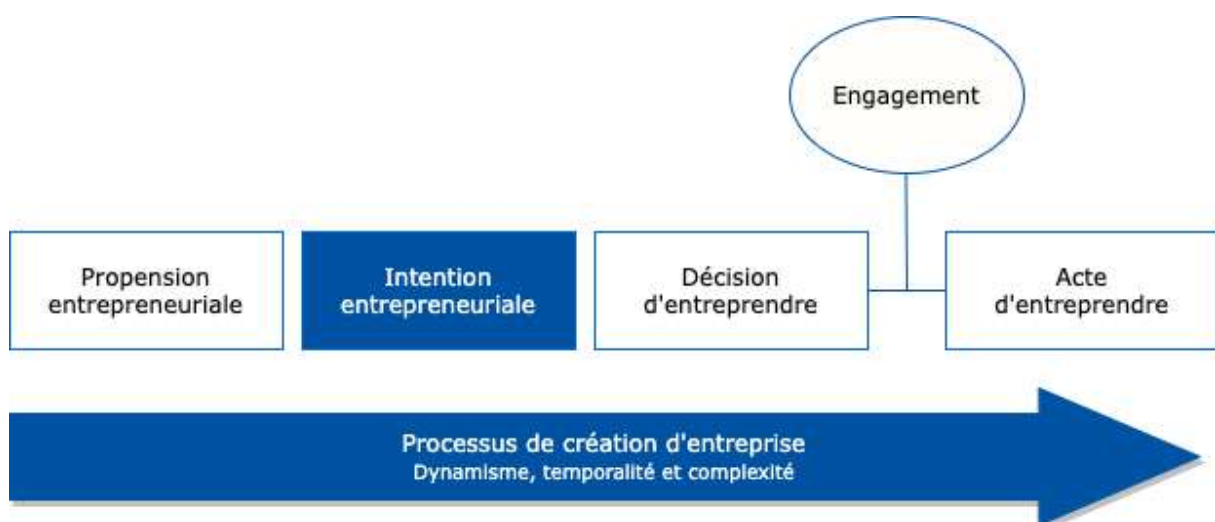 Engagement
Propension
entrepreneuriale
Intention
entrepreneuriale
Décision
d'entreprendre
Acte
d'entreprendre
Processus de création d'entreprise
Dynamisme, temporalité et complexité